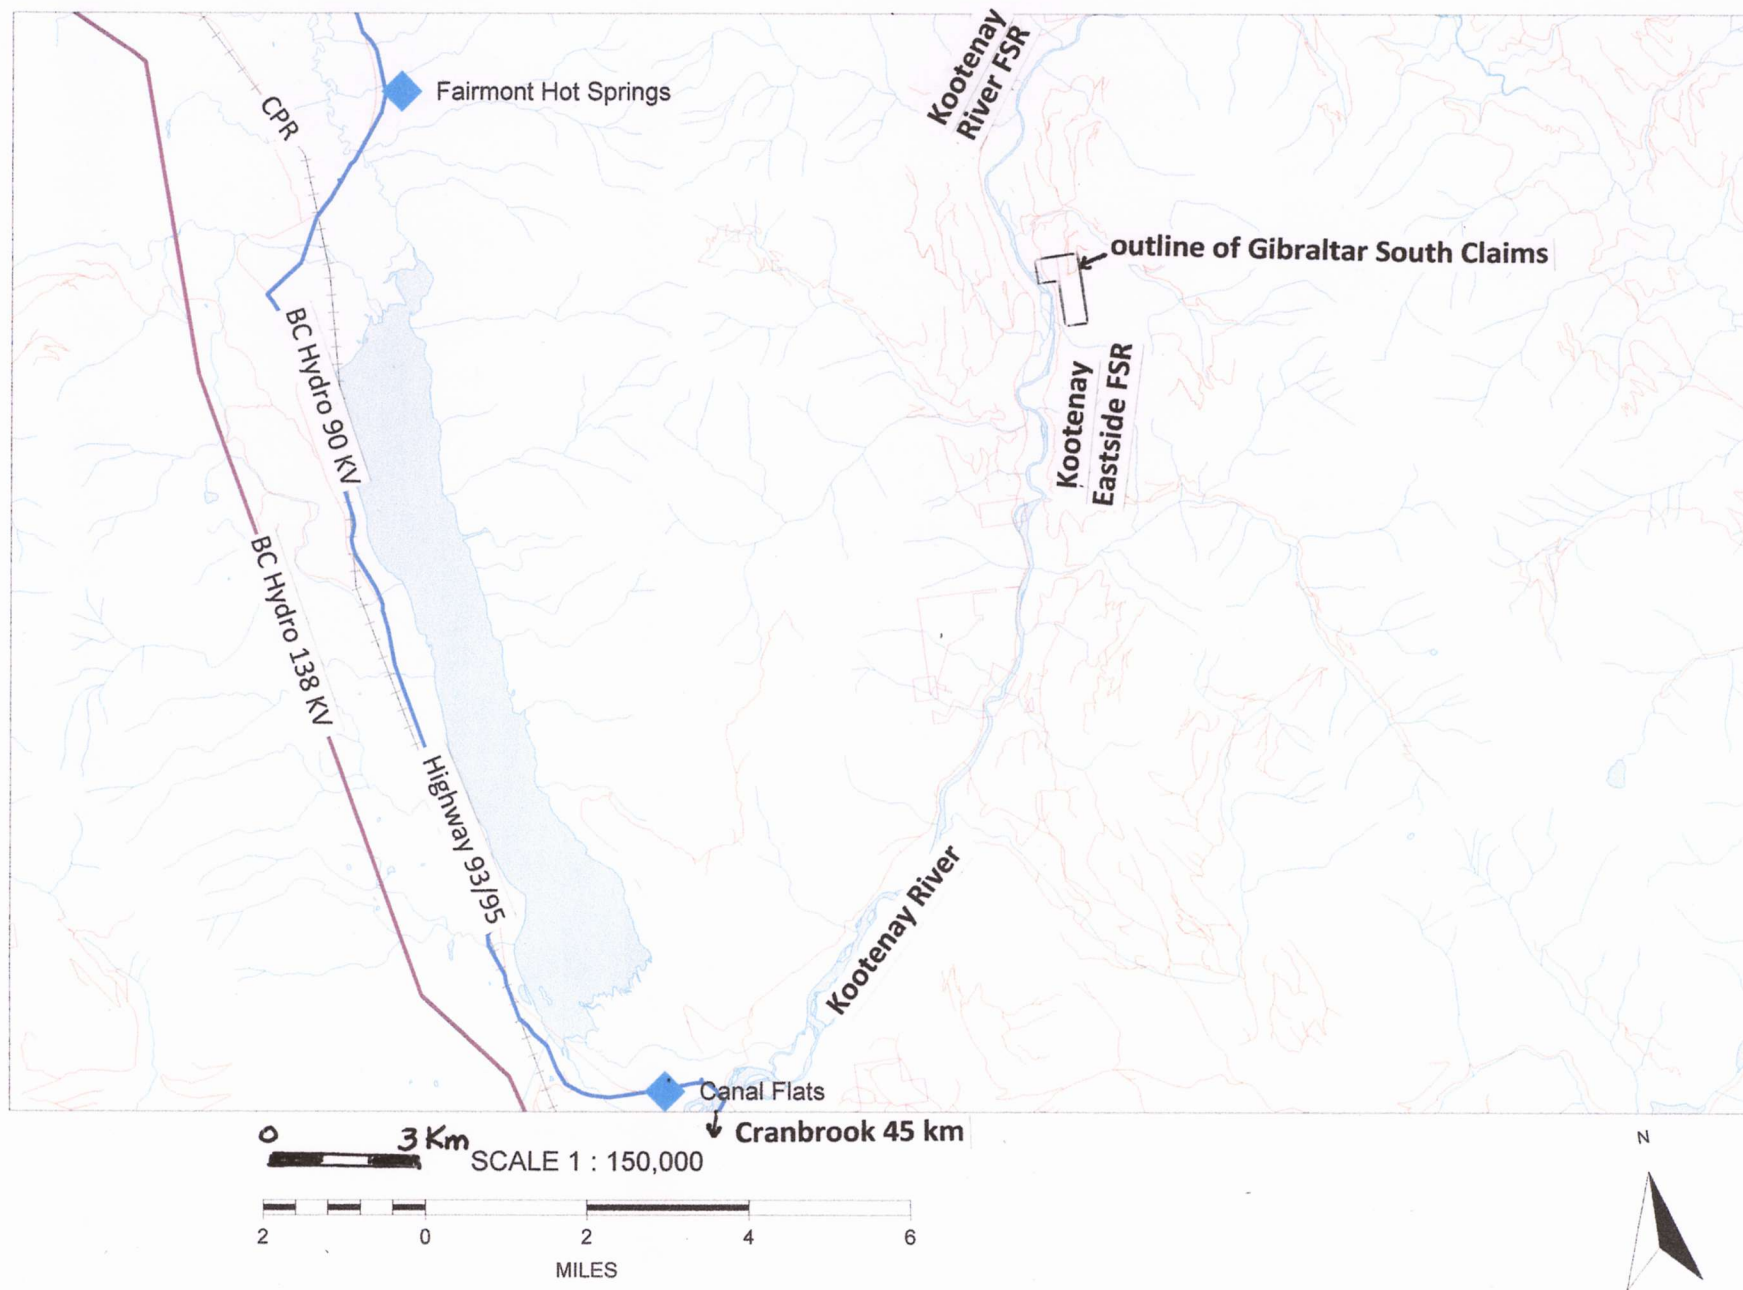 Kootenay
River FSR
Fairmont Hot Springs
CPR
outline of Gibraltar South Claims
BC Hydro 90 KV
Kootenay
Eastside FSR
BC Hydro 138 KV
Highway 93/95
Kootenay River
Canal Flats
Cranbrook 45 km
0 3 Km
SCALE 1 : 150,000
N
2 0 2 4 6
MILES